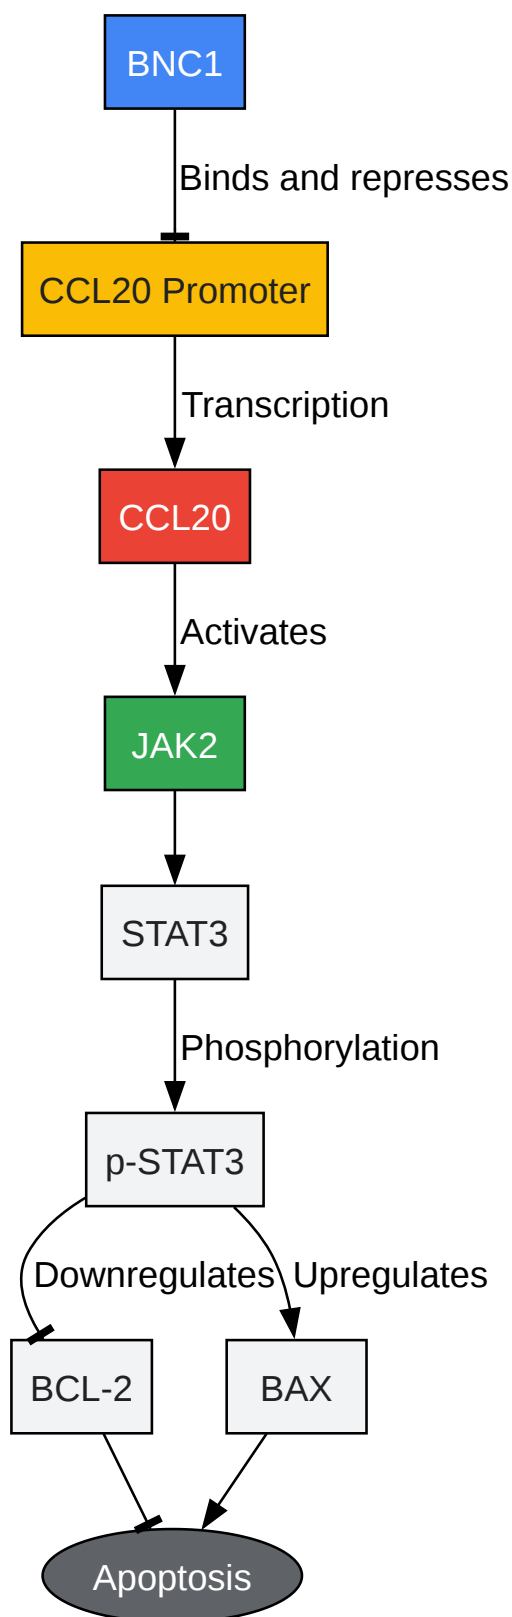 BNC1
Binds and represses
CCL20 Promoter
Transcription
CCL20
Activates
JAK2
STAT3
Phosphorylation
p-STAT3
Downregulates
Upregulates
BCL-2
BAX
Apoptosis